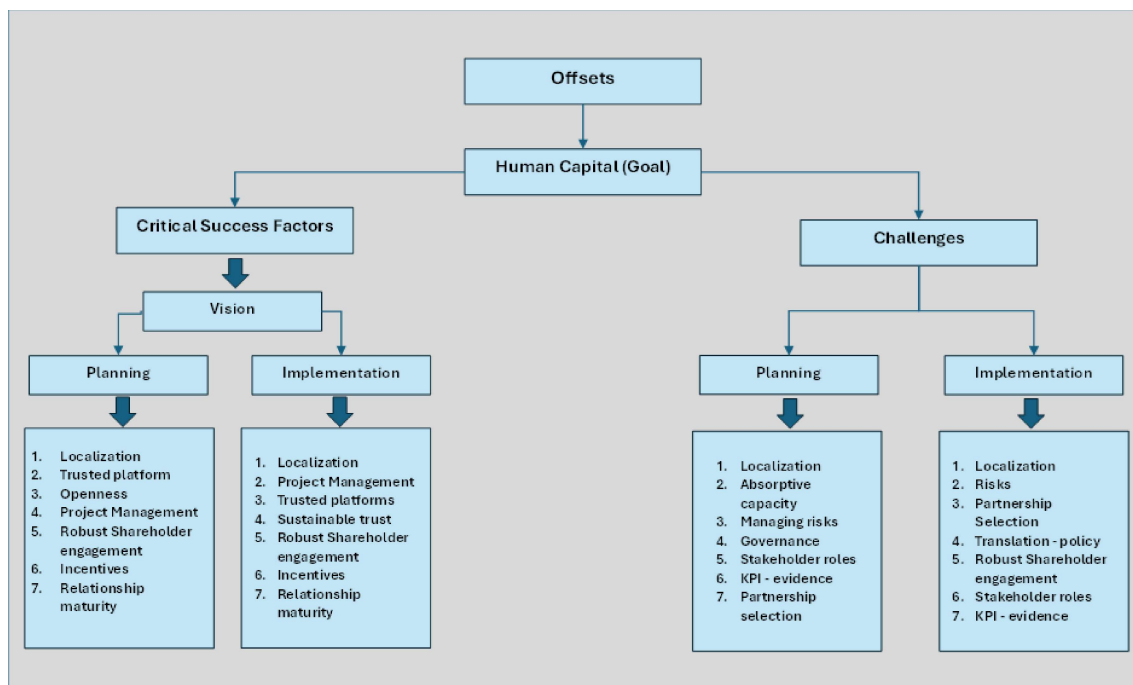 Offsets
Human Capital (Goal)
Critical Success Factors
Challenges
Vision
Planning
Implementation
Planning
Implementation
1. Localization
2. Trusted platform
3. Openness
4. Project Management
5. Robust Shareholder
engagement
6. Incentives
7. Relationship
maturity
1. Localization
2. Project Management
3. Trusted platforms
4. Sustainable trust
5. Robust Shareholder
engagement
6. Incentives
7. Relationship
maturity
1. Localization
2. Absorptive
capacity
3. Managing risks
4. Governance
5. Stakeholder roles
6. KPI - evidence
7. Partnership
selection
1. Localization
2. Risks
3. Partnership
Selection
4. Translation - policy
5. Robust Shareholder
engagement
6. Stakeholder roles
7. KPI - evidence